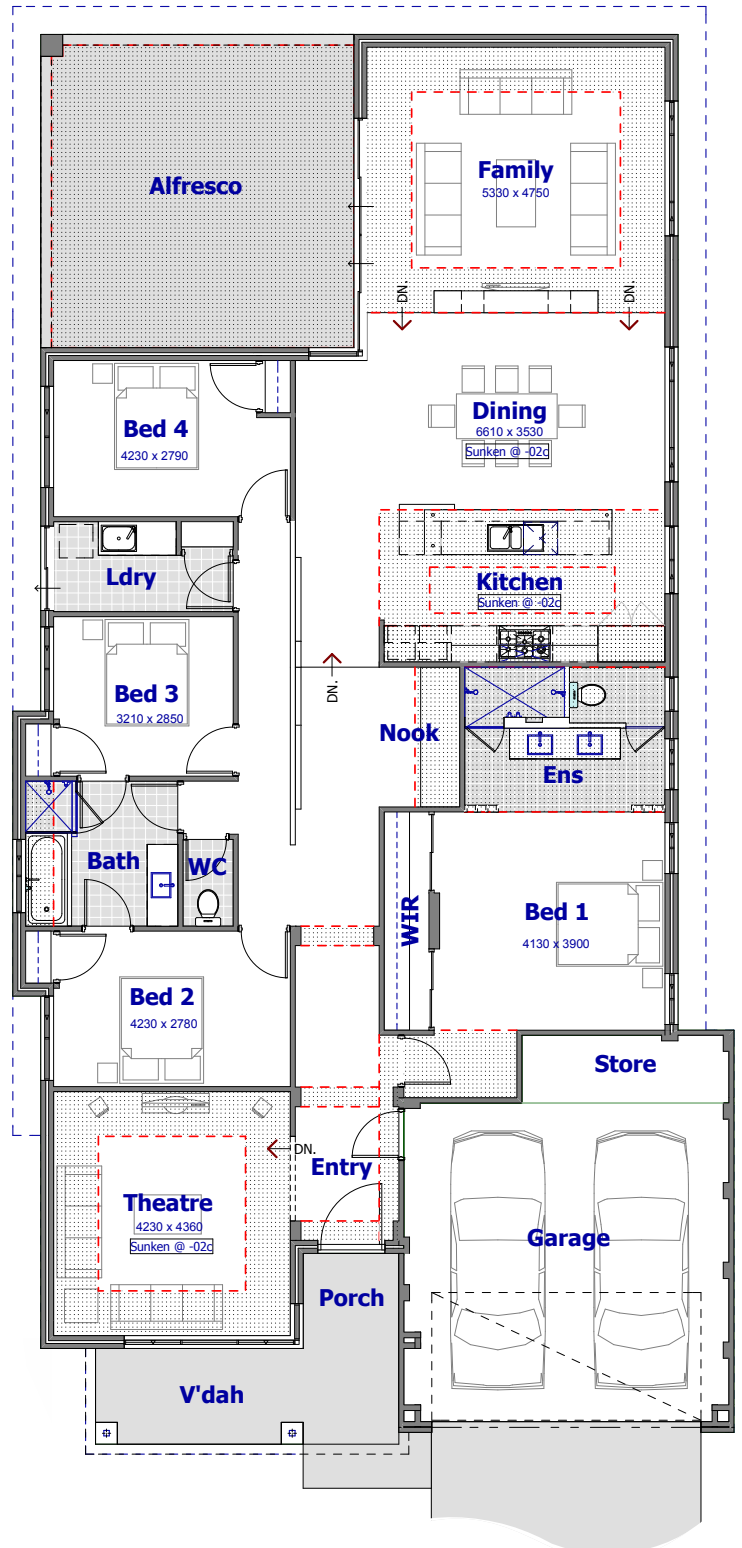 Alfresco
Family
5330 x 4750
DN.
DN.
Dining
6610 x 3530
Sunken @ -02c
Bed 4
4230 x 2790
Ldry
Kitchen
Sunken @ -02c
Bed 3
3210 x 2850
DN.
Nook
Ens
Bath
WC
WIR
Bed 1
4130 x 3900
Bed 2
4230 x 2780
Store
DN.
Entry
Theatre
4230 x 4360
Sunken @ -02c
Garage
Porch
V'dah